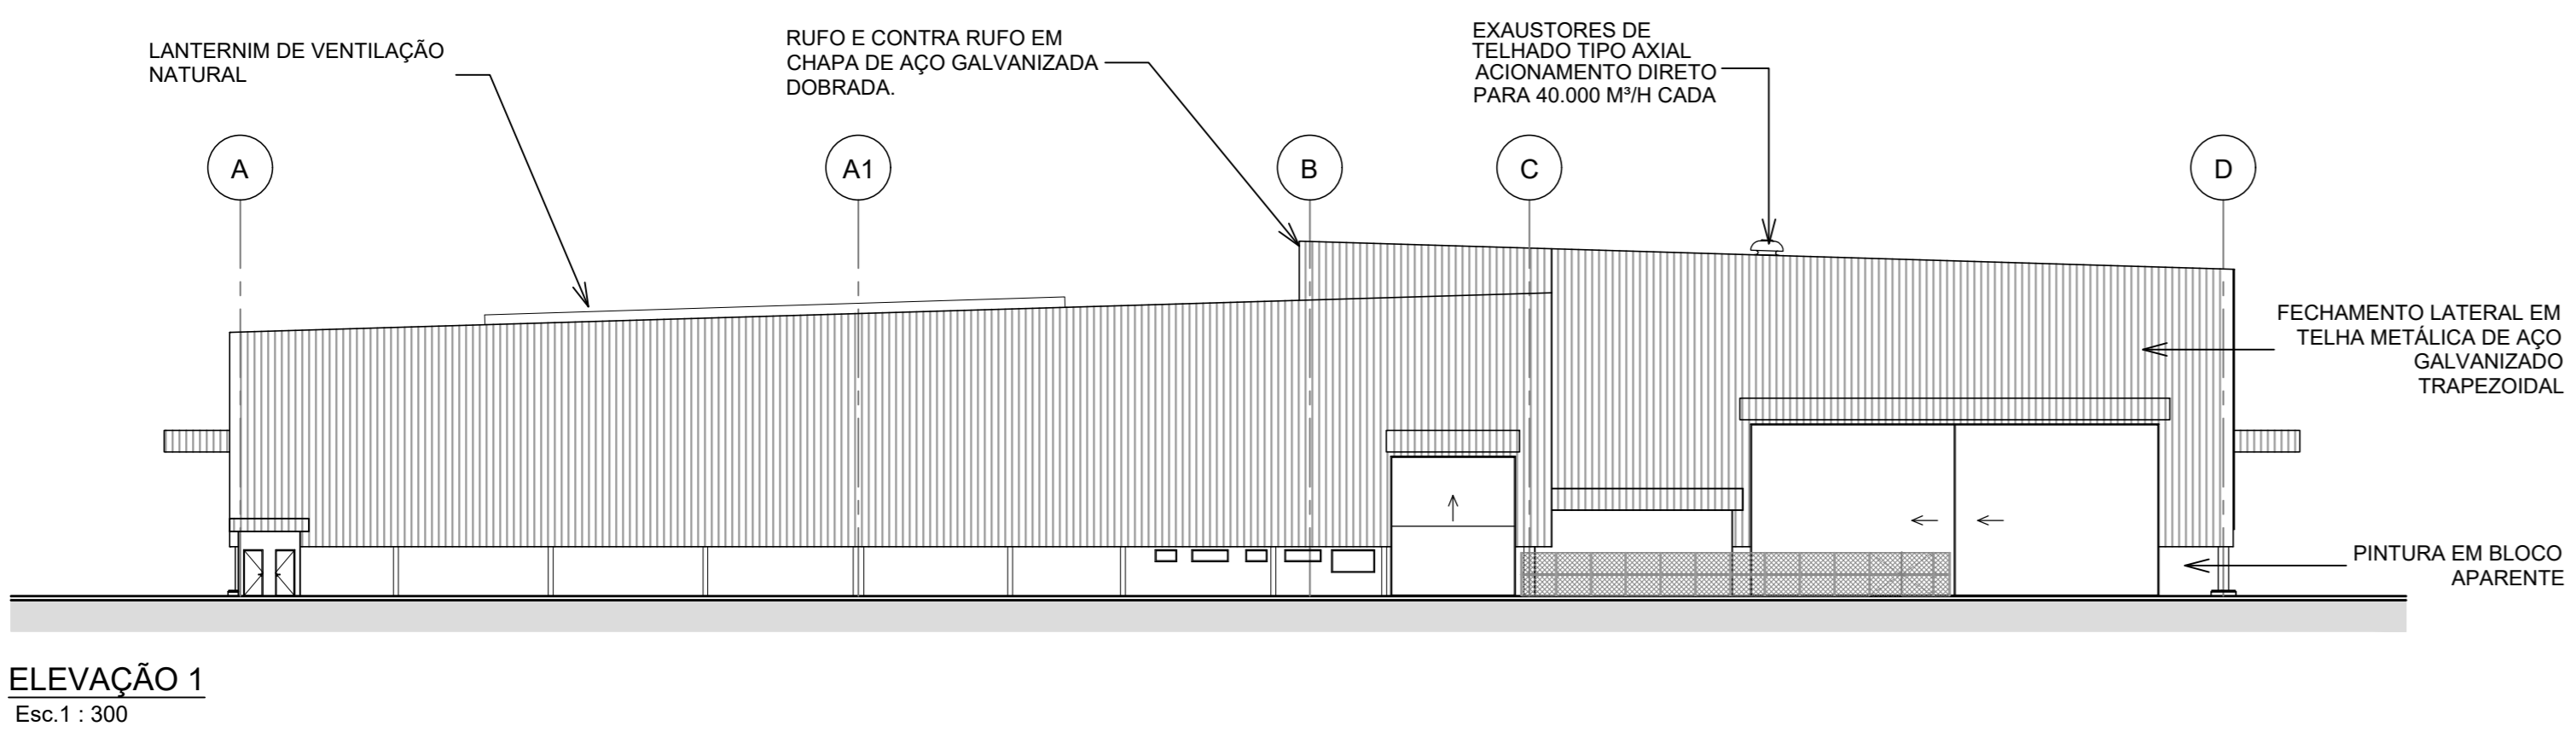 LANTERNIM DE VENTILAÇÃO
NATURAL
RUFO E CONTRA RUFO EM
CHAPA DE AÇO GALVANIZADA
DOBRADA.
EXAUSTORES DE
TELHADO TIPO AXIAL
ACIONAMENTO DIRETO
PARA 40.000 M³/H CADA
A
A1
B
C
D
FECHAMENTO LATERAL EM
TELHA METÁLICA DE AÇO
GALVANIZADO
TRAPEZOIDAL
PINTURA EM BLOCO
APARENTE
ELEVAÇÃO 1
Esc.1 : 300